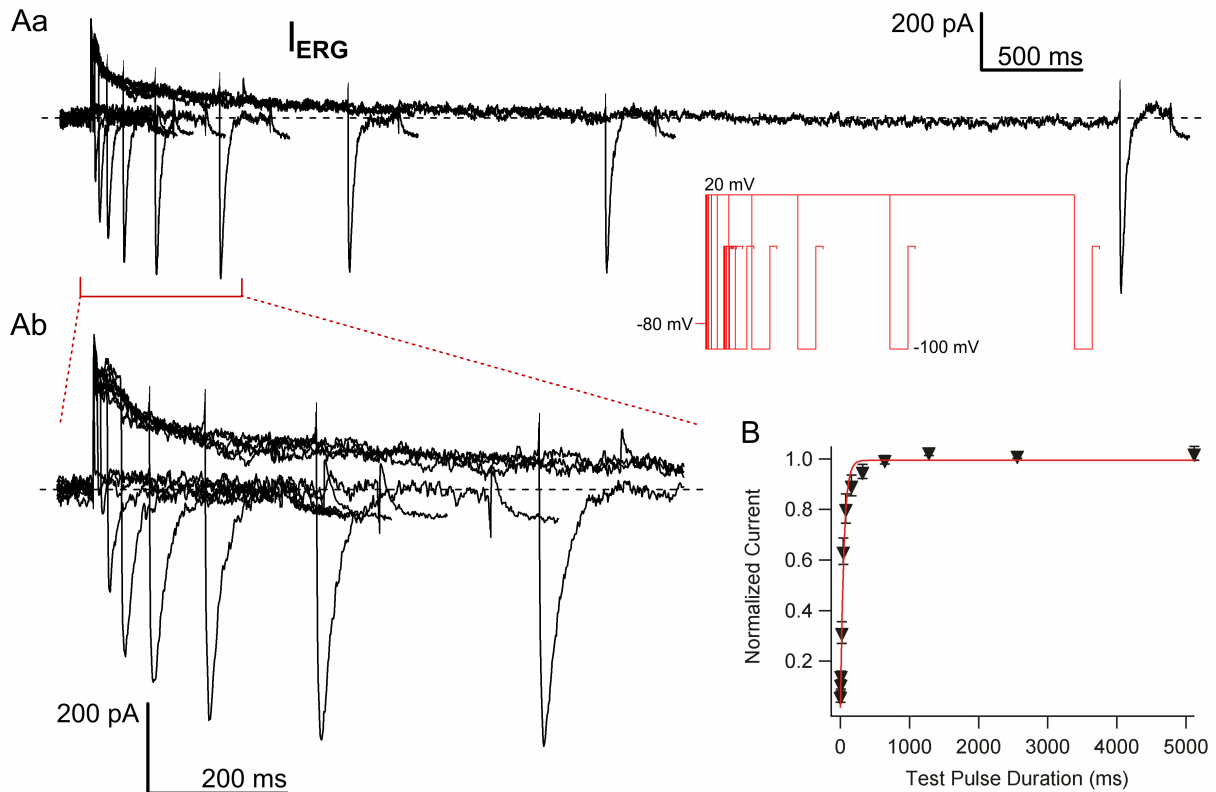 Aa
I_ERG
200 pA
500 ms
20 mV
-80 mV
-100 mV
Ab
200 pA
200 ms
B
Normalized Current
1.0
0.8
0.6
0.4
0.2
0 1000 2000 3000 4000 5000
Test Pulse Duration (ms)